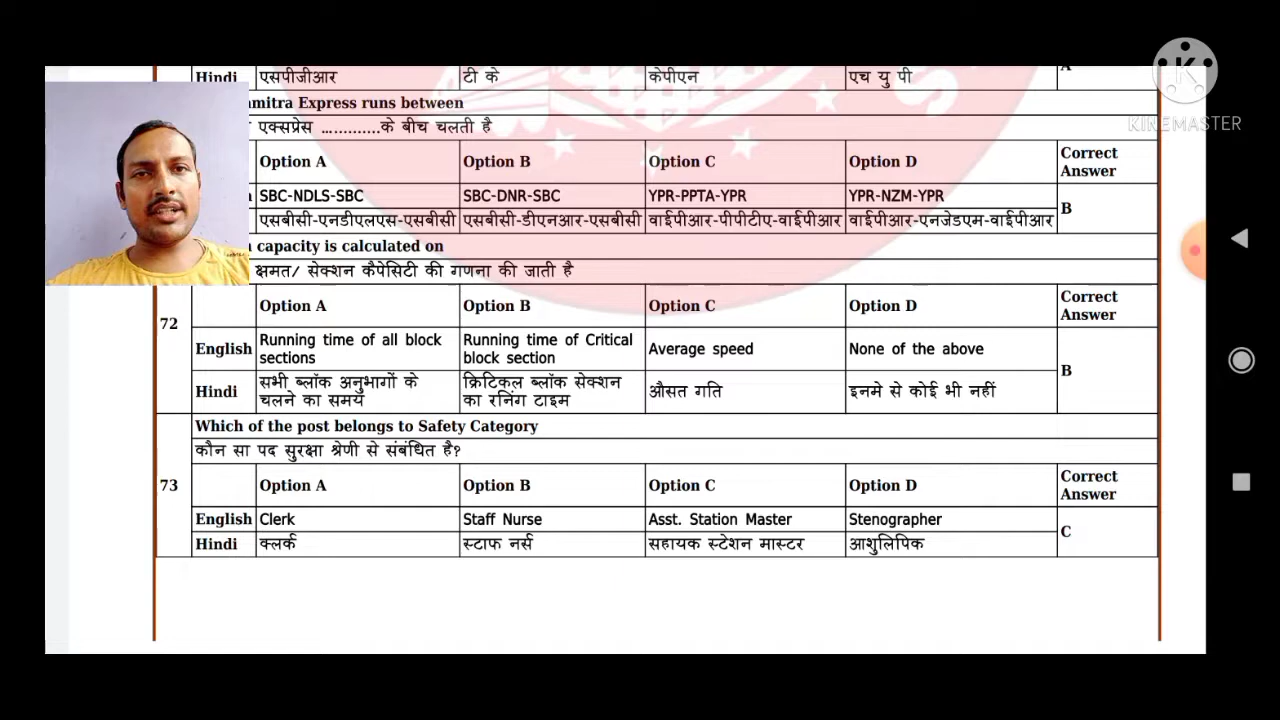 Hindi एसपीजीआर टी के केपीएन एच यु पी A
amitra Express runs between
एक्सप्रेस ...........के बीच चलती है
Option A Option B Option C Option D Correct Answer
SBC-NDLS-SBC SBC-DNR-SBC YPR-PPTA-YPR YPR-NZM-YPR B
एसबीसी-एनडीएलएस-एसबीसी एसबीसी-डीएनआर-एसबीसी वाईपीआर-पीपीटीए-वाईपीआर वाईपीआर-एनजेडएम-वाईपीआर
capacity is calculated on
क्षमत/ सेक्शन कैपेसिटी की गणना की जाती है
72 Option A Option B Option C Option D Correct Answer
English Running time of all block sections Running time of Critical block section Average speed None of the above B
Hindi सभी ब्लॉक अनुभागों के चलने का समय क्रिटिकल ब्लॉक सेक्शन का रनिंग टाइम औसत गति इनमे से कोई भी नहीं
Which of the post belongs to Safety Category
कौन सा पद सुरक्षा श्रेणी से संबंधित है?
73 Option A Option B Option C Option D Correct Answer
English Clerk Staff Nurse Asst. Station Master Stenographer C
Hindi क्लर्क स्टाफ नर्स सहायक स्टेशन मास्टर आशुलिपिक
KINEMASTER